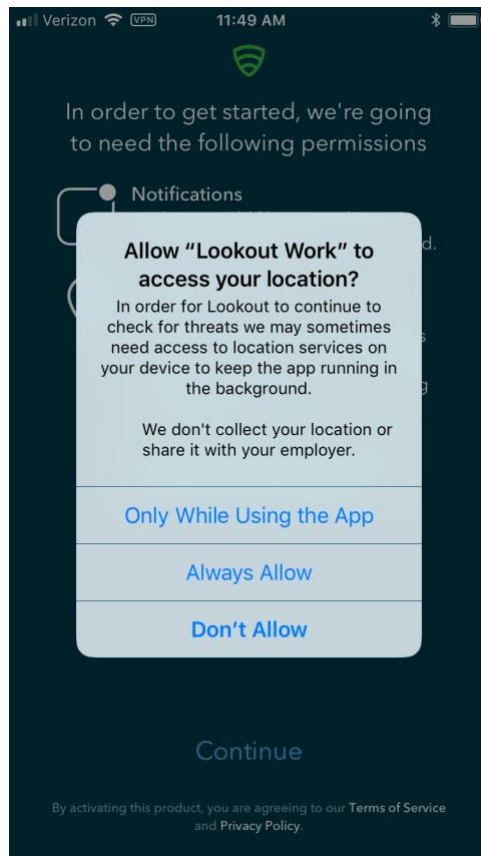 Verizon VPN 11:49 AM
In order to get started, we're going
to need the following permissions
Notifications
d.
Allow “Lookout Work” to
access your location?
In order for Lookout to continue to
check for threats we may sometimes
need access to location services on
your device to keep the app running in
the background.
We don't collect your location or
share it with your employer.
Only While Using the App
Always Allow
Don’t Allow
Continue
By activating this product, you are agreeing to our Terms of Service
and Privacy Policy.